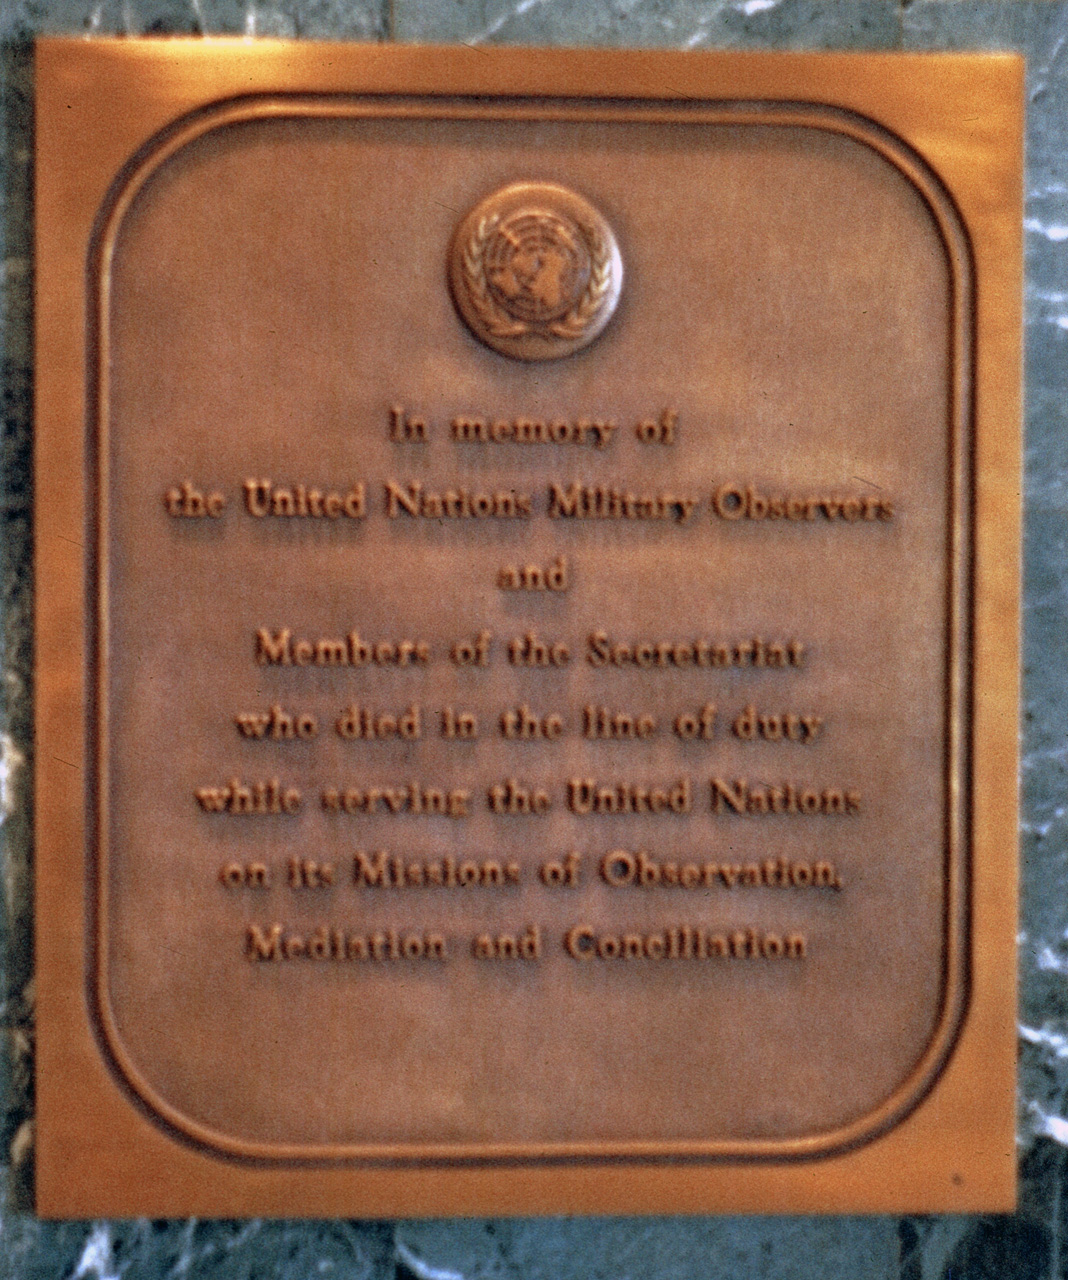 In memory of
the United Nations Military Observers
and
Members of the Secretariat
who died in the line of duty
while serving the United Nations
on its Missions of Observation,
Mediation and Conciliation